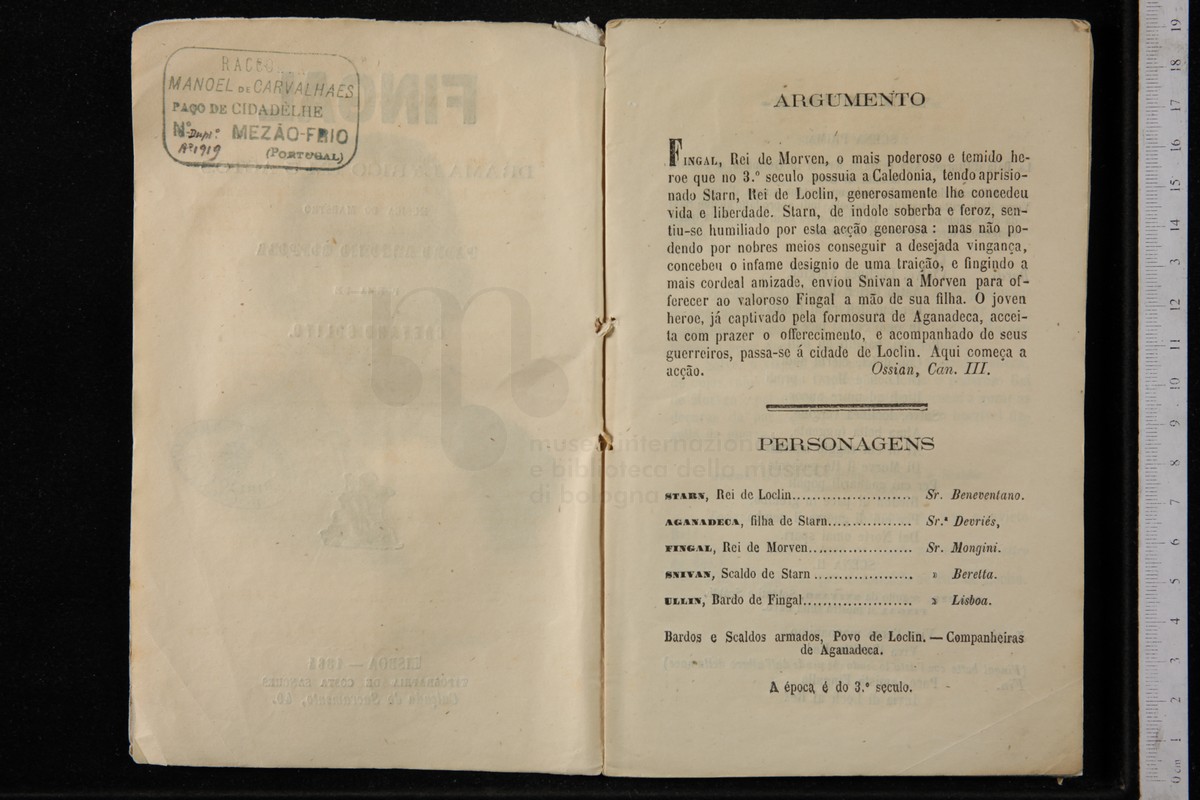 MANOEL DE CARVALHAES
PAÇO DE CIDADÈLHE
Nº Dupl.º MEZÃO-FRIO
Aº 1919 (PORTUGAL)
ARGUMENTO
FINGAL, Rei de Morven, o mais poderoso e temido he-
roe que no 3.º seculo possuia a Caledonia, tendo aprisio-
nado Starn, Rei de Loclin, generosamente lhe concedeu
vida e liberdade. Starn, de indole soberba e feroz, sen-
tiu-se humiliado por esta acção generosa : mas não po-
dendo por nobres meios conseguir a desejada vingança,
concebeu o infame designio de uma traição, e fingindo a
mais cordeal amizade, enviou Snivan a Morven para of-
ferecer ao valoroso Fingal a mão de sua filha. O joven
heroe, já captivado pela formosura de Aganadeca, accei-
ta com prazer o offerecimento, e acompanhado de seus
guerreiros, passa-se á cidade de Loclin. Aqui começa a
acção. Ossian, Can. III.
PERSONAGENS
STARN, Rei de Loclin........................ Sr. Beneventano.
AGANADECA, filha de Starn................. Sr.ª Devriés,
FINGAL, Rei de Morven..................... Sr. Mongini.
SNIVAN, Scaldo de Starn .................... » Beretta.
ULLIN, Bardo de Fingal...................... » Lisboa.
Bardos e Scaldos armados, Povo de Loclin. — Companheiras
de Aganadeca.
A época é do 3.º seculo.
museo internazionale
e biblioteca della musica
di bologna